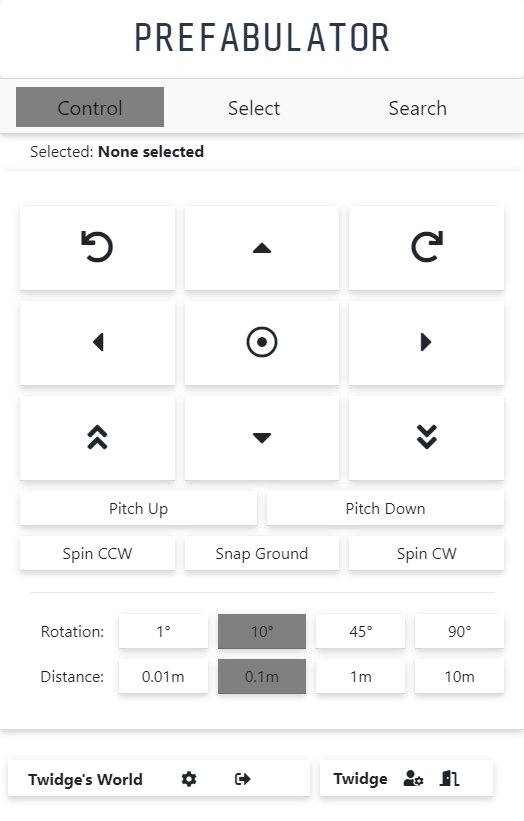 PREFABULATOR
Control Select Search
Selected: None selected
Pitch Up Pitch Down
Spin CCW Snap Ground Spin CW
Rotation: 1° 10° 45° 90°
Distance: 0.01m 0.1m 1m 10m
Twidge's World Twidge